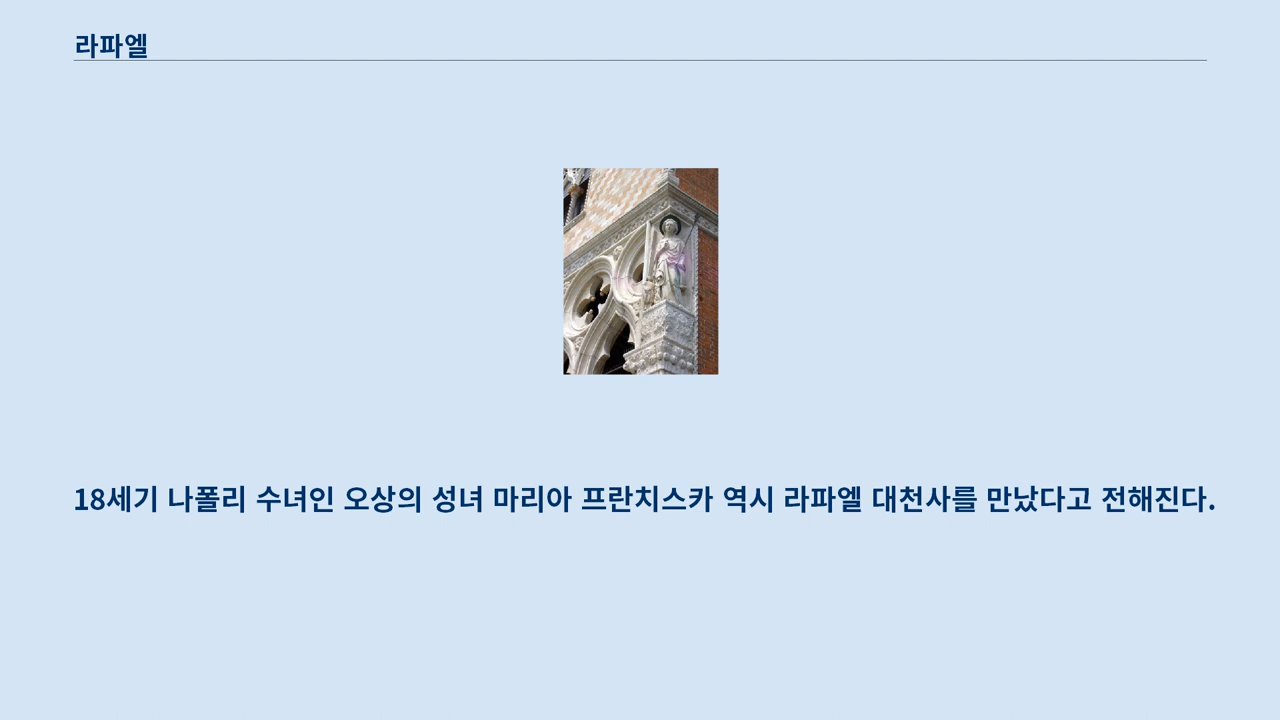 라파엘
18세기 나폴리 수녀인 오상의 성녀 마리아 프란치스카 역시 라파엘 대천사를 만났다고 전해진다.